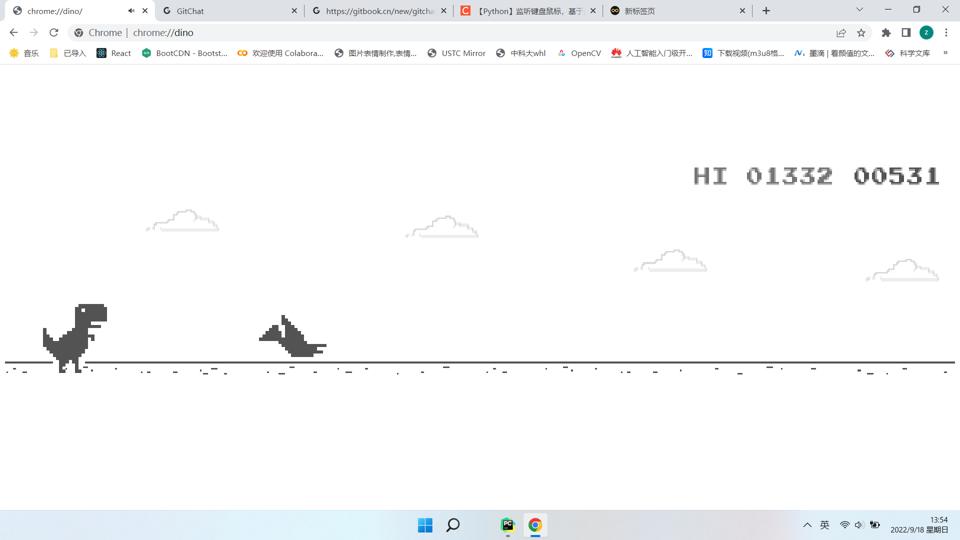 chrome://dino/
GitChat
https://gitbook.cn/new/gitcha
【Python】监听键盘鼠标，基于
新标签页
Chrome | chrome://dino
音乐
已导入
React
BootCDN - Bootst...
欢迎使用 Colabora...
图片表情制作,表情...
USTC Mirror
中科大whl
OpenCV
人工智能入门级开...
下载视频(m3u8格...
墨滴 | 看颜值的文...
科学文库
»
HI 01332 00531
英
13:54
2022/9/18 星期日